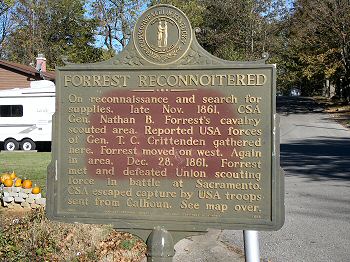 FORREST RECONNOITERED
On reconnaissance and search for
supplies, late Nov. 1861, CSA
Gen. Nathan B. Forrest's cavalry
scouted area. Reported USA forces
of Gen. T. C. Crittenden gathered
here. Forrest moved on west. Again
in area, Dec. 28, 1861, Forrest
met and defeated Union scouting
force in battle at Sacramento.
CSA escaped capture by USA troops
sent from Calhoun. See map over.